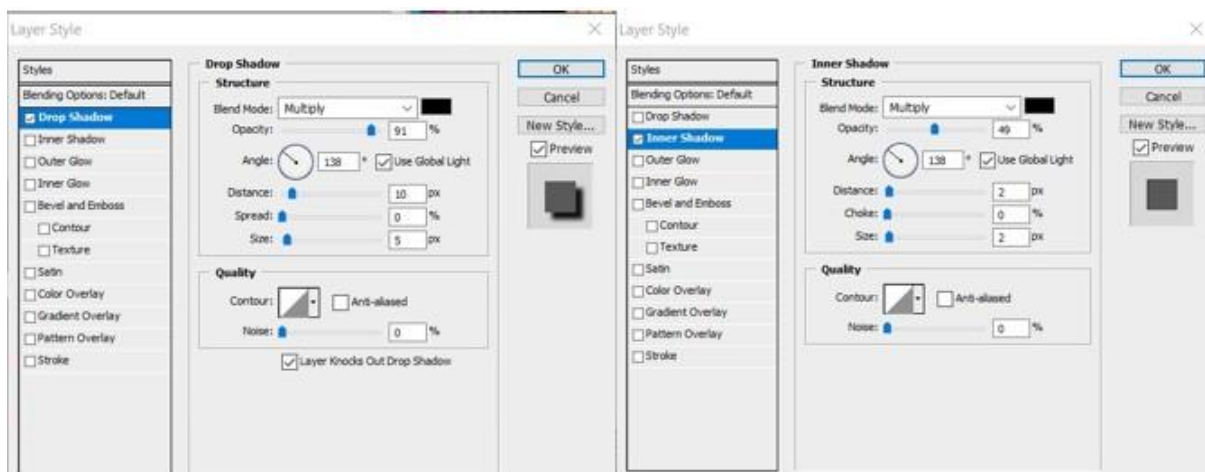 Layer Style
Styles
Blending Options: Default
Drop Shadow
Inner Shadow
Outer Glow
Inner Glow
Bevel and Emboss
Contour
Texture
Satin
Color Overlay
Gradient Overlay
Pattern Overlay
Stroke
Drop Shadow
Structure
Blend Mode: Multiply
Opacity: 91 %
Angle: 138 ° Use Global Light
Distance: 10 px
Spread: 0 %
Size: 5 px
Quality
Contour: Anti-aliased
Noise: 0 %
Layer Knocks Out Drop Shadow
OK
Cancel
New Style...
Preview
Layer Style
Styles
Blending Options: Default
Drop Shadow
Inner Shadow
Outer Glow
Inner Glow
Bevel and Emboss
Contour
Texture
Satin
Color Overlay
Gradient Overlay
Pattern Overlay
Stroke
Inner Shadow
Structure
Blend Mode: Multiply
Opacity: 49 %
Angle: 138 ° Use Global Light
Distance: 2 px
Choke: 0 %
Size: 2 px
Quality
Contour: Anti-aliased
Noise: 0 %
OK
Cancel
New Style...
Preview